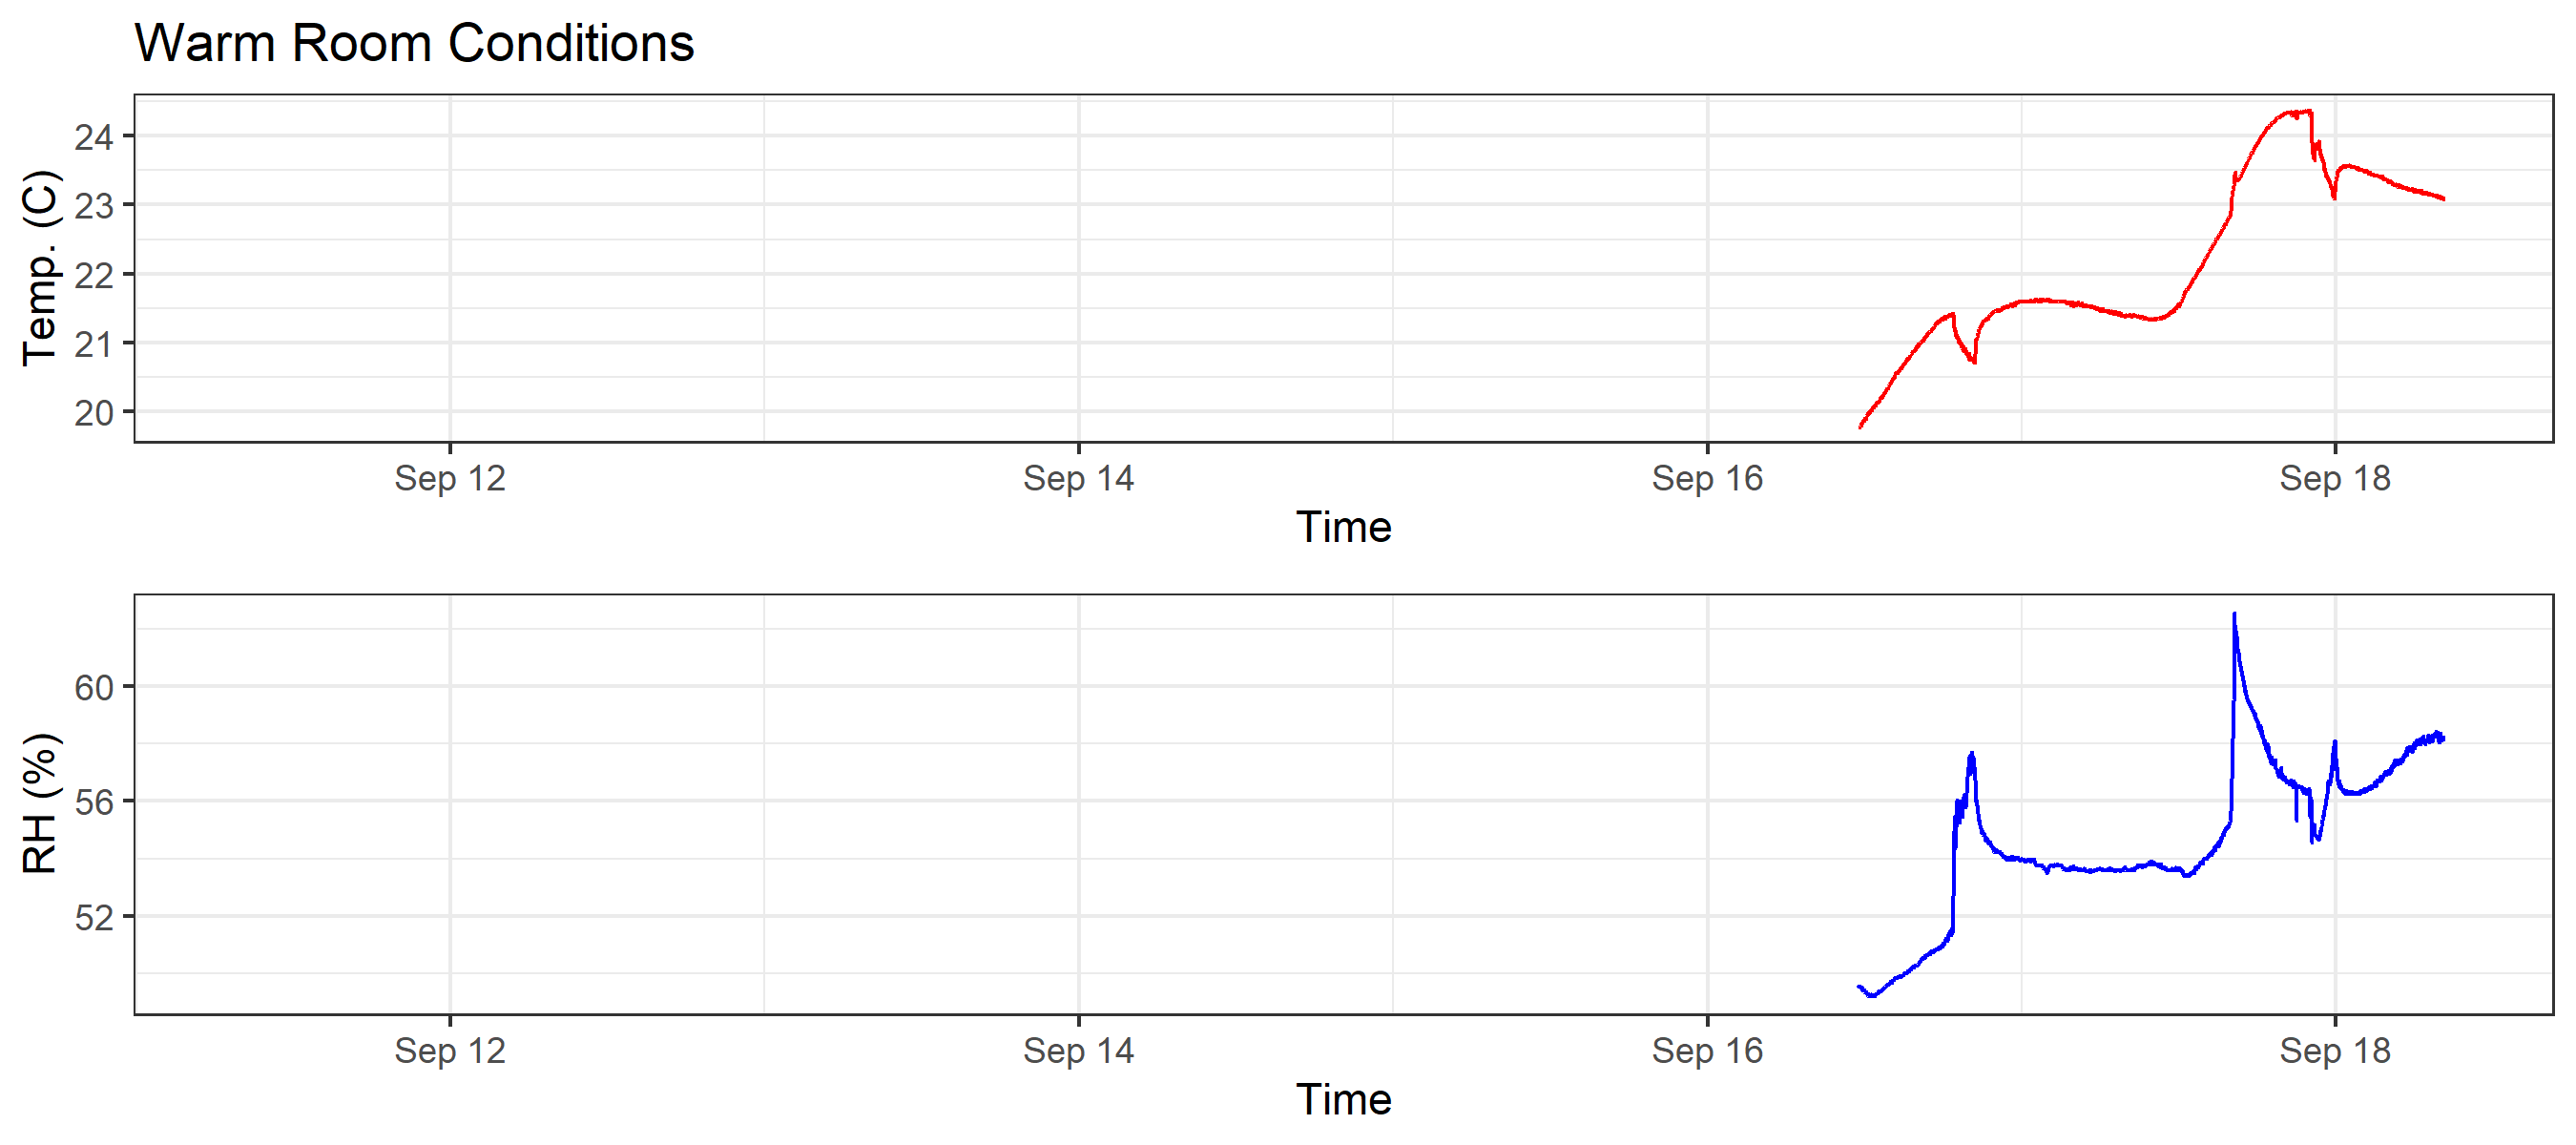 Warm Room Conditions
Temp. (C)
24
23
22
21
20
Sep 12 Sep 14 Sep 16 Sep 18
Time
RH (%)
60
56
52
Sep 12 Sep 14 Sep 16 Sep 18
Time